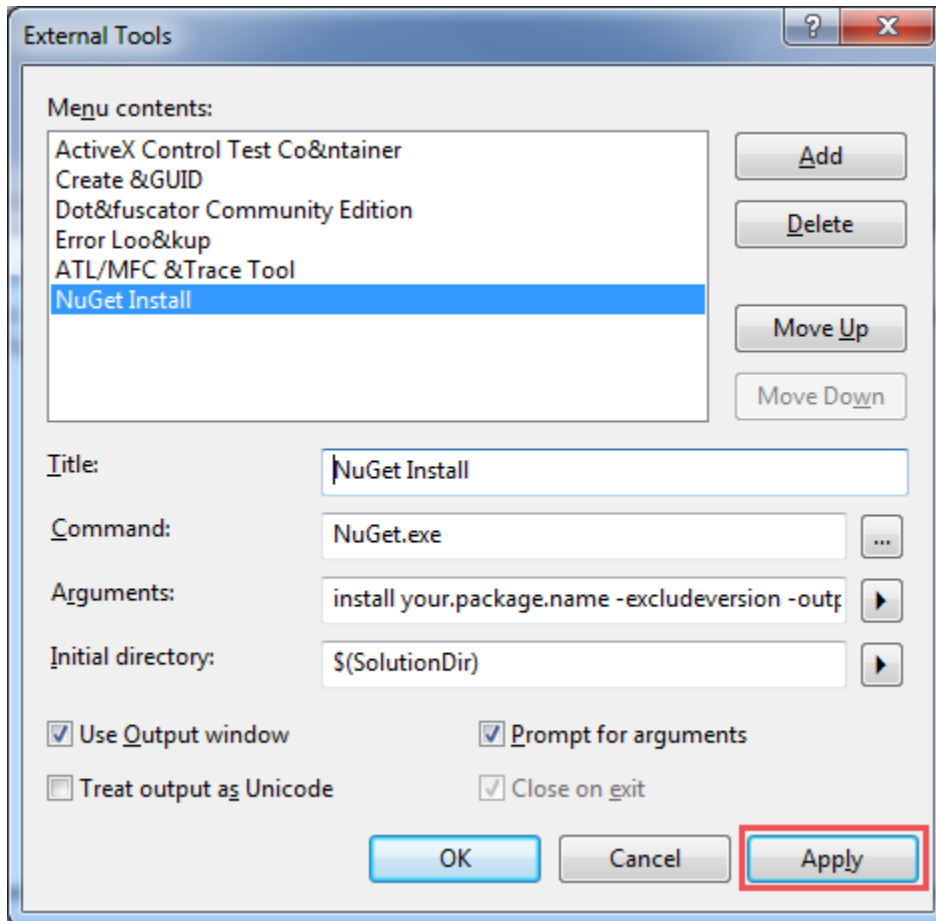 External Tools
Menu contents:
ActiveX Control Test Co&ntainer
Create &GUID
Dot&fuscator Community Edition
Error Loo&kup
ATL/MFC &Trace Tool
NuGet Install
Add
Delete
Move Up
Move Down
Title:
NuGet Install
Command:
NuGet.exe
...
Arguments:
install your.package.name -excludeversion -outp
Initial directory:
$(SolutionDir)
Use Output window
Prompt for arguments
Treat output as Unicode
Close on exit
OK
Cancel
Apply